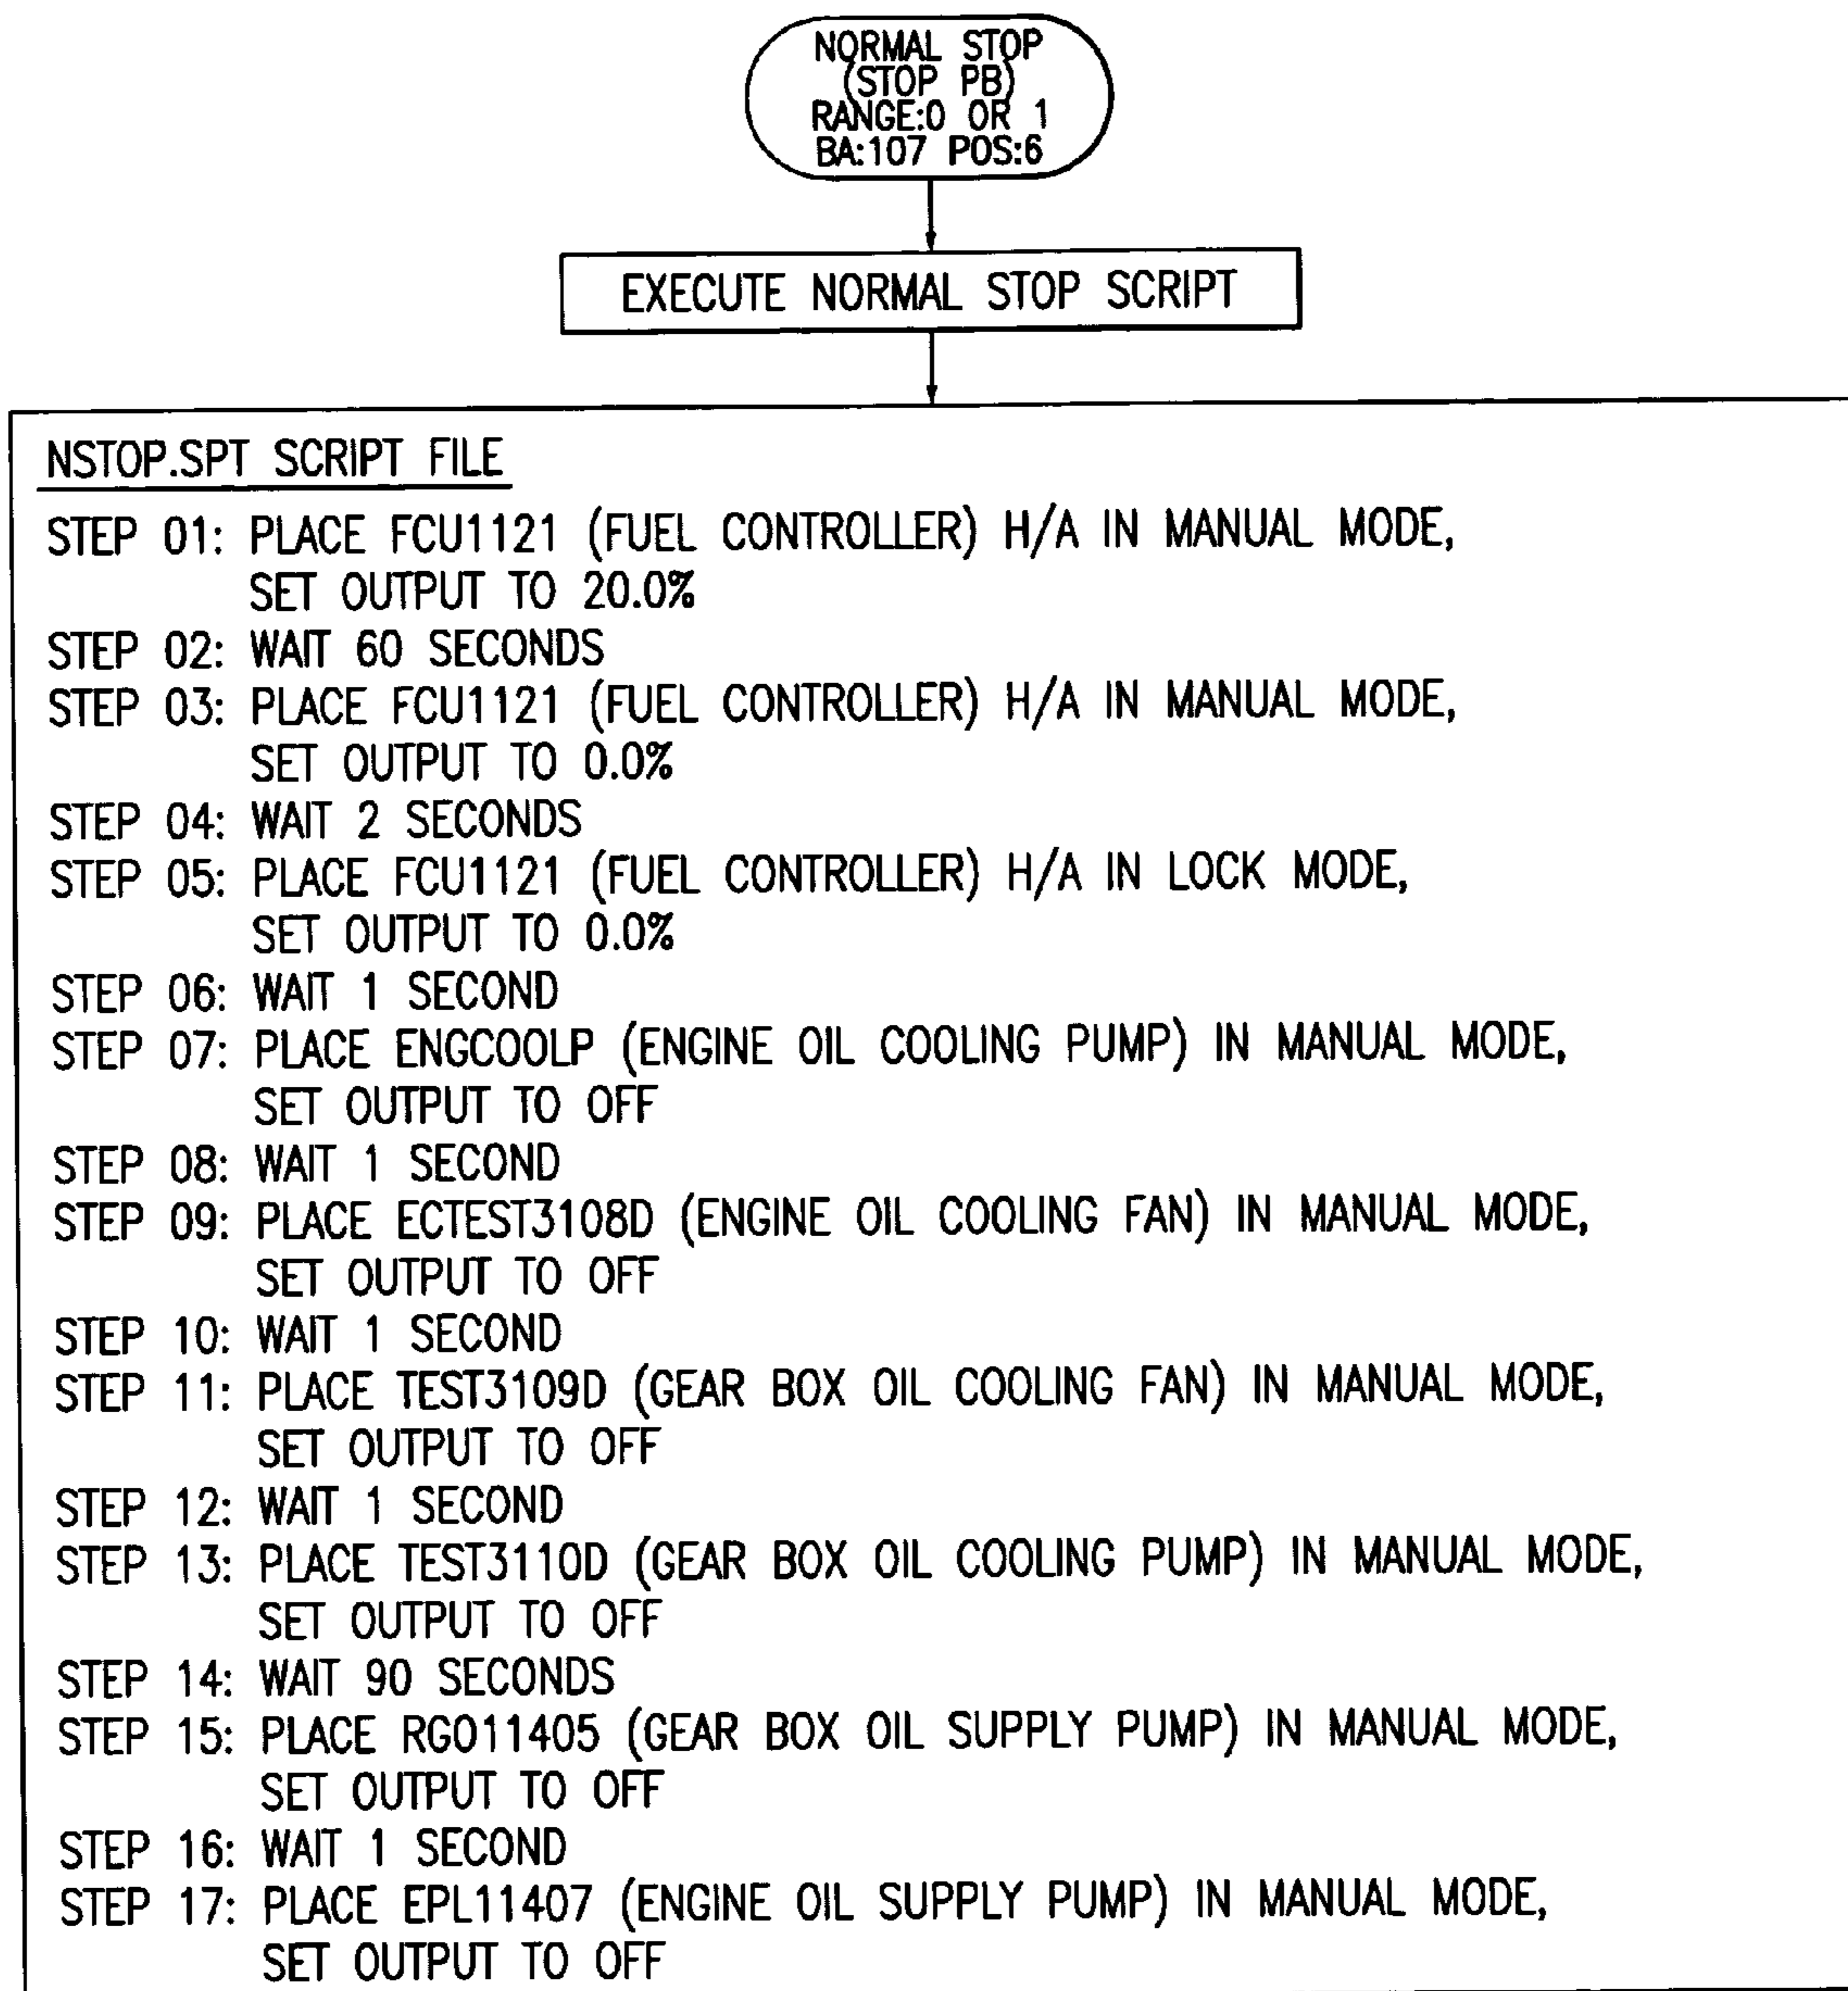 NORMAL STOP
(STOP PB)
RANGE:0 OR 1
BA:107 POS:6
EXECUTE NORMAL STOP SCRIPT
NSTOP.SPT SCRIPT FILE
STEP 01: PLACE FCU1121 (FUEL CONTROLLER) H/A IN MANUAL MODE,
SET OUTPUT TO 20.0%
STEP 02: WAIT 60 SECONDS
STEP 03: PLACE FCU1121 (FUEL CONTROLLER) H/A IN MANUAL MODE,
SET OUTPUT TO 0.0%
STEP 04: WAIT 2 SECONDS
STEP 05: PLACE FCU1121 (FUEL CONTROLLER) H/A IN LOCK MODE,
SET OUTPUT TO 0.0%
STEP 06: WAIT 1 SECOND
STEP 07: PLACE ENGCOOLP (ENGINE OIL COOLING PUMP) IN MANUAL MODE,
SET OUTPUT TO OFF
STEP 08: WAIT 1 SECOND
STEP 09: PLACE ECTEST3108D (ENGINE OIL COOLING FAN) IN MANUAL MODE,
SET OUTPUT TO OFF
STEP 10: WAIT 1 SECOND
STEP 11: PLACE TEST3109D (GEAR BOX OIL COOLING FAN) IN MANUAL MODE,
SET OUTPUT TO OFF
STEP 12: WAIT 1 SECOND
STEP 13: PLACE TEST3110D (GEAR BOX OIL COOLING PUMP) IN MANUAL MODE,
SET OUTPUT TO OFF
STEP 14: WAIT 90 SECONDS
STEP 15: PLACE RGO11405 (GEAR BOX OIL SUPPLY PUMP) IN MANUAL MODE,
SET OUTPUT TO OFF
STEP 16: WAIT 1 SECOND
STEP 17: PLACE EPL11407 (ENGINE OIL SUPPLY PUMP) IN MANUAL MODE,
SET OUTPUT TO OFF